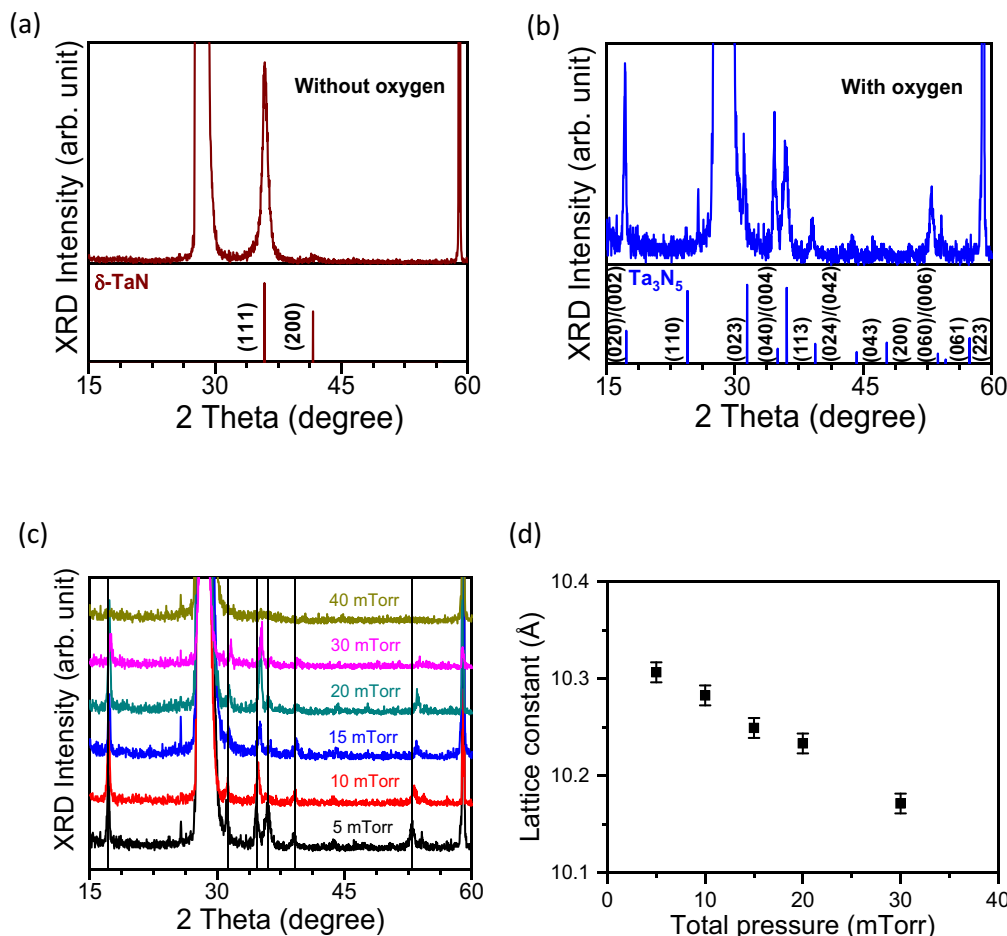 (a)
XRD Intensity (arb. unit)
Without oxygen
δ-TaN
(111)
(200)
15 30 45 60
2 Theta (degree)
(b)
XRD Intensity (arb. unit)
With oxygen
Ta3N5
(020)/(002)
(110)
(023)
(040)/(004)
(113)
(024)/(042)
(043)
(200)
(060)/(006)
(061)
(223)
15 30 45 60
2 Theta (degree)
(c)
XRD Intensity (arb. unit)
40 mTorr
30 mTorr
20 mTorr
15 mTorr
10 mTorr
5 mTorr
15 30 45 60
2 Theta (degree)
(d)
Lattice constant (Å)
10.4
10.3
10.2
10.1
0 10 20 30 40
Total pressure (mTorr)